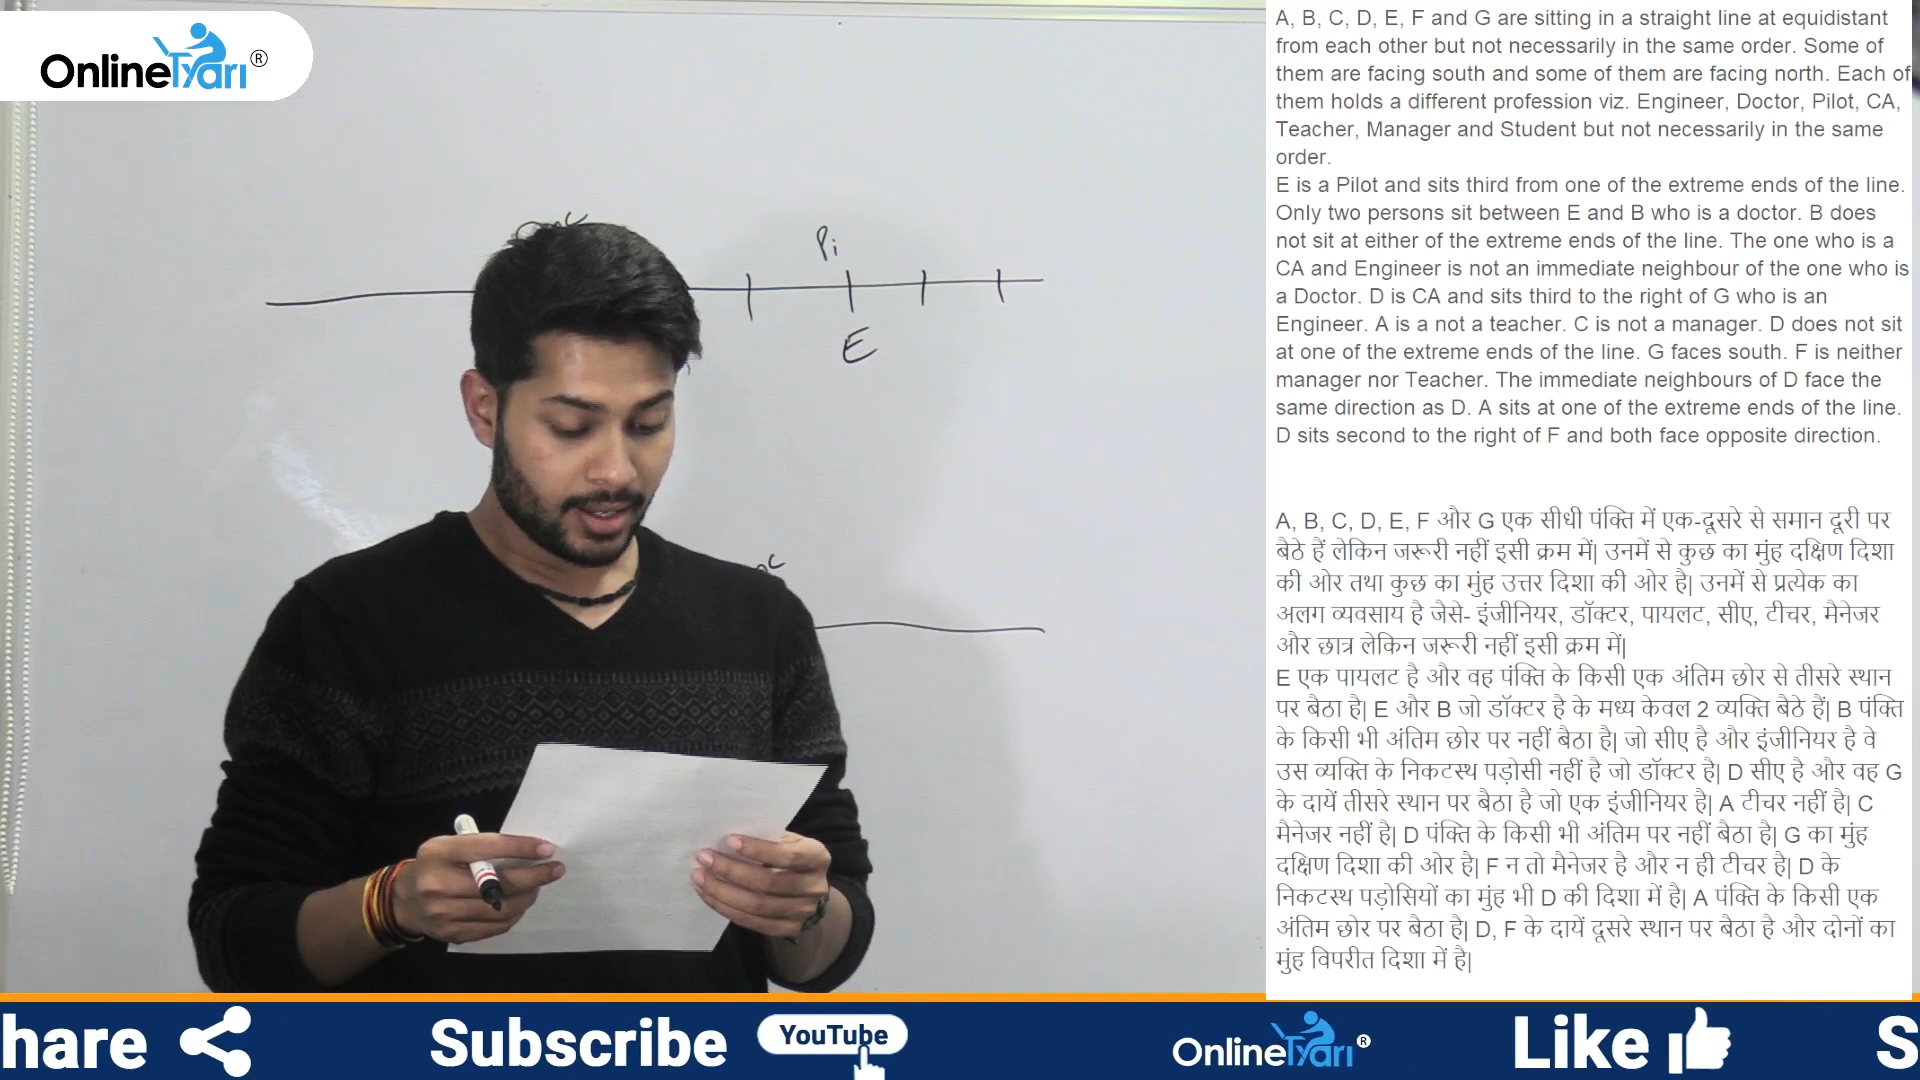 OnlineTyari®
A, B, C, D, E, F and G are sitting in a straight line at equidistant
from each other but not necessarily in the same order. Some of
them are facing south and some of them are facing north. Each of
them holds a different profession viz. Engineer, Doctor, Pilot, CA,
Teacher, Manager and Student but not necessarily in the same
order.
E is a Pilot and sits third from one of the extreme ends of the line.
Only two persons sit between E and B who is a doctor. B does
not sit at either of the extreme ends of the line. The one who is a
CA and Engineer is not an immediate neighbour of the one who is
a Doctor. D is CA and sits third to the right of G who is an
Engineer. A is a not a teacher. C is not a manager. D does not sit
at one of the extreme ends of the line. G faces south. F is neither
manager nor Teacher. The immediate neighbours of D face the
same direction as D. A sits at one of the extreme ends of the line.
D sits second to the right of F and both face opposite direction.
A, B, C, D, E, F और G एक सीधी पंक्ति में एक-दूसरे से समान दूरी पर
बैठे हैं लेकिन जरूरी नहीं इसी क्रम में| उनमें से कुछ का मुंह दक्षिण दिशा
की ओर तथा कुछ का मुंह उत्तर दिशा की ओर है| उनमें से प्रत्येक का
अलग व्यवसाय है जैसे- इंजीनियर, डॉक्टर, पायलट, सीए, टीचर, मैनेजर
और छात्र लेकिन जरूरी नहीं इसी क्रम में|
E एक पायलट है और वह पंक्ति के किसी एक अंतिम छोर से तीसरे स्थान
पर बैठा है| E और B जो डॉक्टर है के मध्य केवल 2 व्यक्ति बैठे हैं| B पंक्ति
के किसी भी अंतिम छोर पर नहीं बैठा है| जो सीए है और इंजीनियर है वे
उस व्यक्ति के निकटस्थ पड़ोसी नहीं है जो डॉक्टर है| D सीए है और वह G
के दायें तीसरे स्थान पर बैठा है जो एक इंजीनियर है| A टीचर नहीं है| C
मैनेजर नहीं है| D पंक्ति के किसी भी अंतिम पर नहीं बैठा है| G का मुंह
दक्षिण दिशा की ओर है| F न तो मैनेजर है और न ही टीचर है| D के
निकटस्थ पड़ोसियों का मुंह भी D की दिशा में है| A पंक्ति के किसी एक
अंतिम छोर पर बैठा है| D, F के दायें दूसरे स्थान पर बैठा है और दोनों का
मुंह विपरीत दिशा में है|
Pi
E
hare
Subscribe
YouTube
OnlineTyari®
Like
S